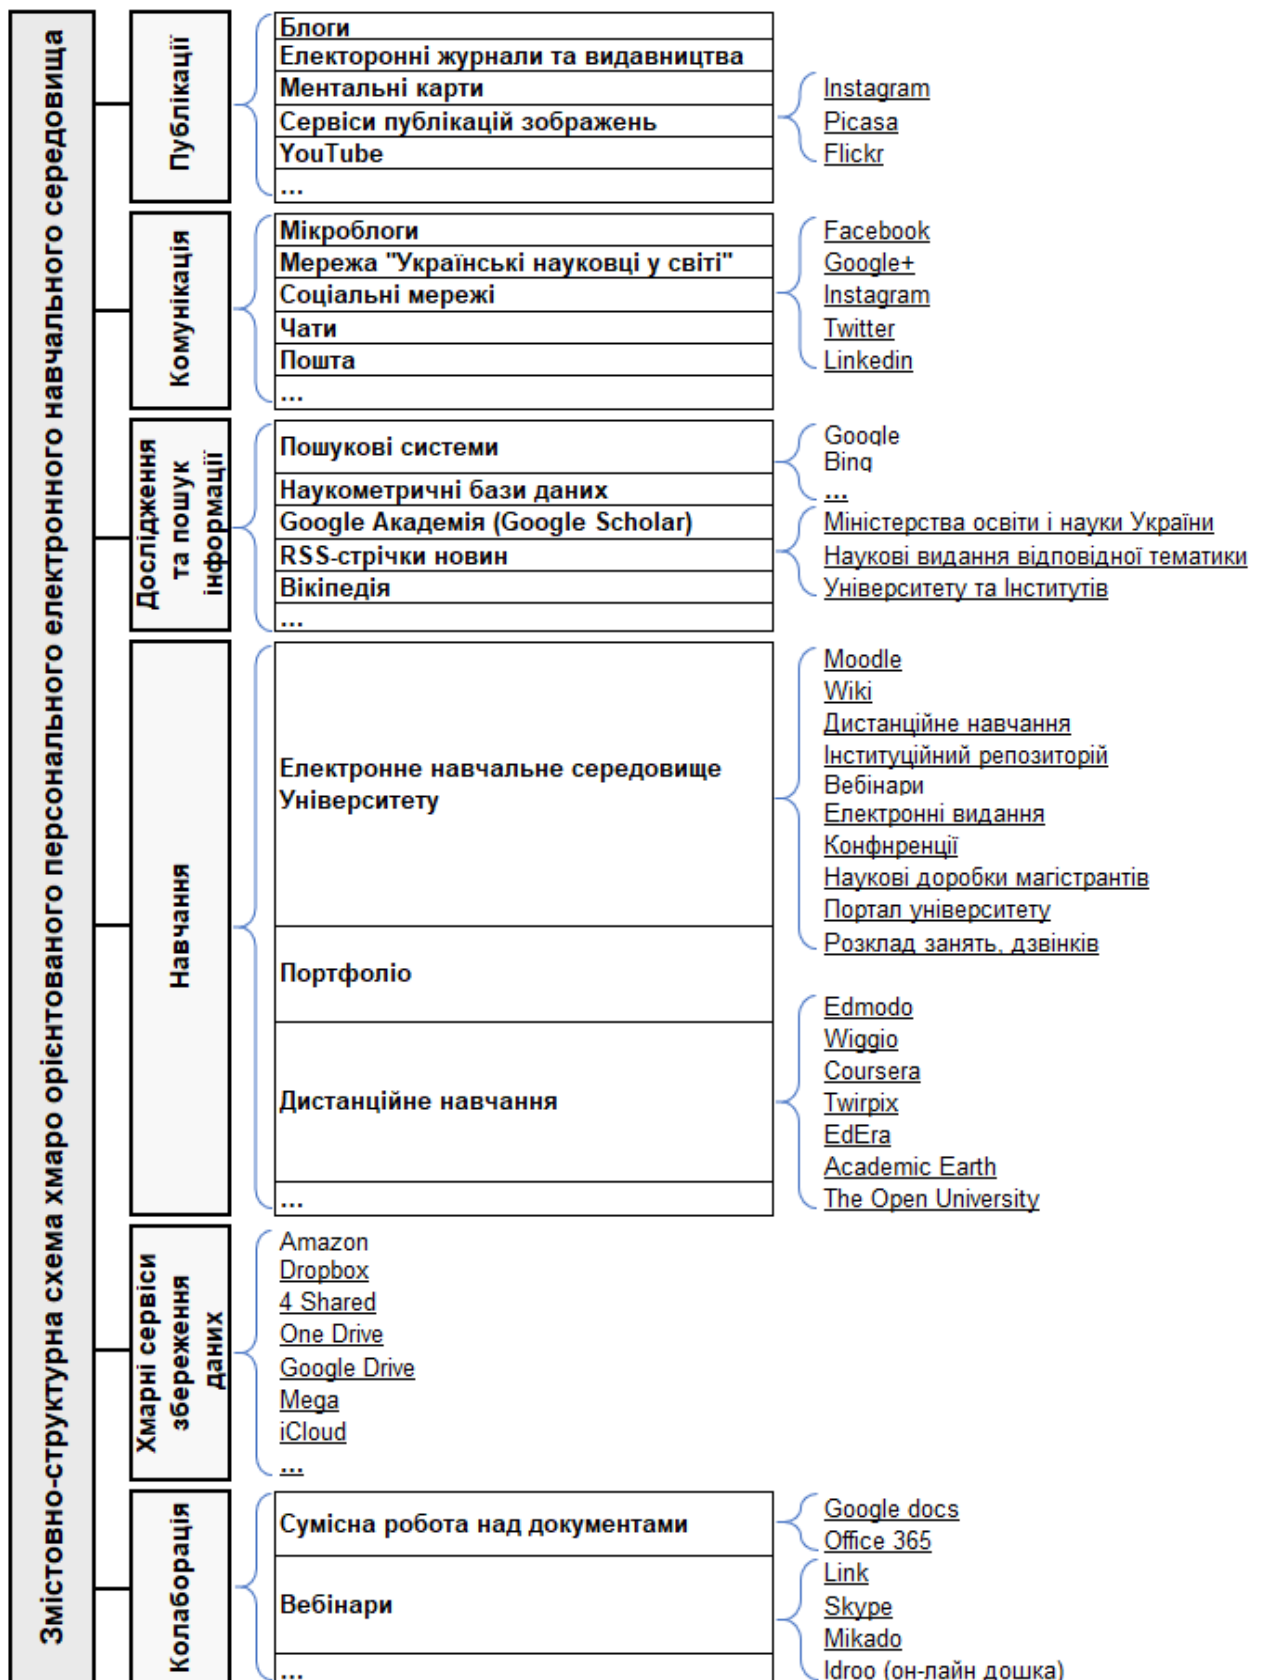 Змістовно-структурна схема хмаро орієнтованого персонального електронного навчального середовища
Публікації
Блоги
Електоронні журнали та видавництва
Ментальні карти
Сервіси публікацій зображень
YouTube
...
Instagram
Picasa
Flickr
Комунікація
Мікроблоги
Мережа "Українські науковці у світі"
Соціальні мережі
Чати
Пошта
...
Facebook
Google+
Instagram
Twitter
Linkedin
Дослідження
та пошук
інформації
Пошукові системи
Наукометричні бази даних
Google Академія (Google Scholar)
RSS-стрічки новин
Вікіпедія
...
Google
Bing
...
Міністерства освіти і науки України
Наукові видання відповідної тематики
Університету та Інститутів
Навчання
Електронне навчальне середовище
Університету
Портфоліо
Дистанційне навчання
...
Moodle
Wiki
Дистанційне навчання
Інституційний репозиторій
Вебінари
Електронні видання
Конфнренції
Наукові доробки магістрантів
Портал університету
Розклад занять, дзвінків
Edmodo
Wiggio
Coursera
Twirpix
EdEra
Academic Earth
The Open University
Хмарні сервіси
збереження
даних
Amazon
Dropbox
4 Shared
One Drive
Google Drive
Mega
iCloud
...
Колаборація
Сумісна робота над документами
Вебінари
...
Google docs
Office 365
Link
Skype
Mikado
Idroo (он-лайн дошка)